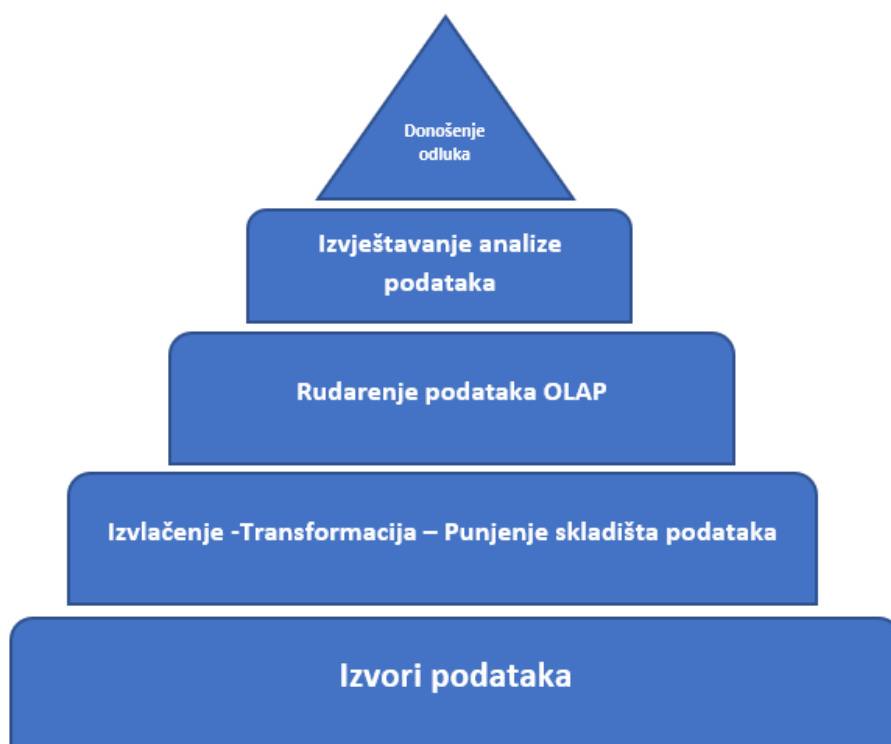 Donošenje
odluka
Izvještavanje analize
podataka
Rudarenje podataka OLAP
Izvlačenje -Transformacija – Punjenje skladišta podataka
Izvori podataka